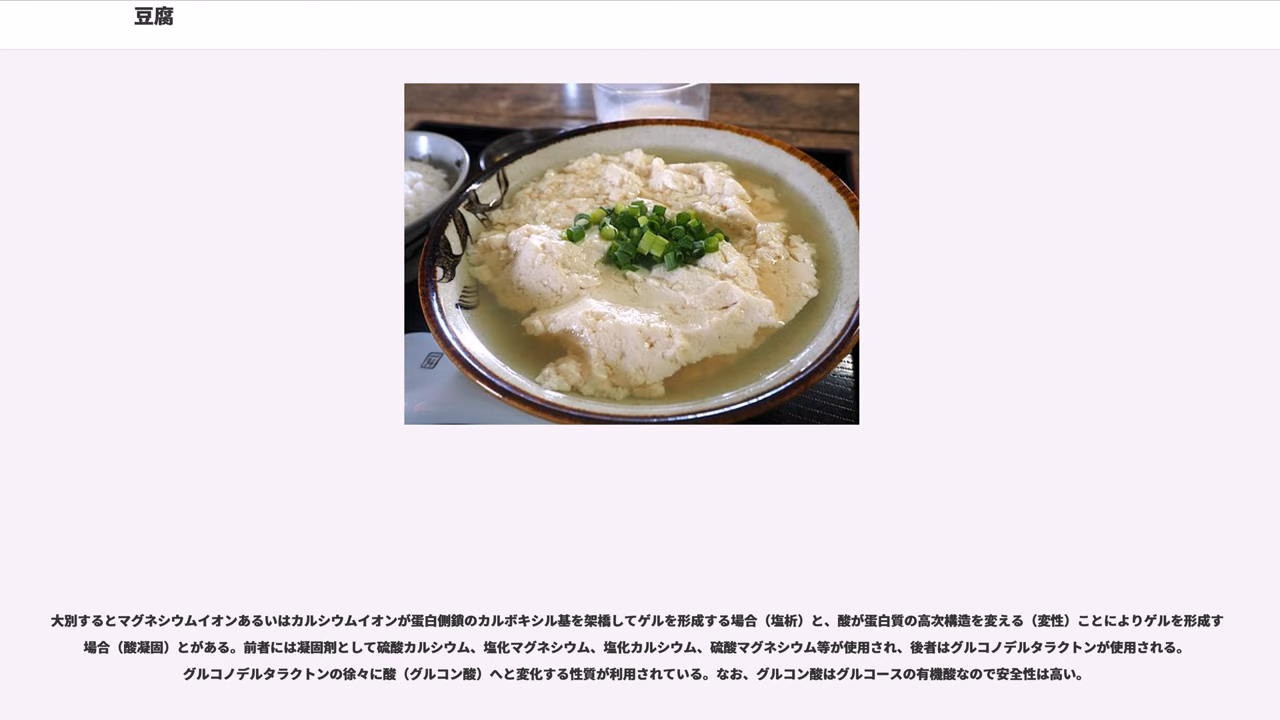 豆腐
大別するとマグネシウムイオンあるいはカルシウムイオンが蛋白側鎖のカルボキシル基を架橋してゲルを形成する場合（塩析）と、酸が蛋白質の高次構造を変える（変性）ことによりゲルを形成す
場合（酸凝固）とがある。前者には凝固剤として硫酸カルシウム、塩化マグネシウム、塩化カルシウム、硫酸マグネシウム等が使用され、後者はグルコノデルタラクトンが使用される。
グルコノデルタラクトンの徐々に酸（グルコン酸）へと変化する性質が利用されている。なお、グルコン酸はグルコースの有機酸なので安全性は高い。